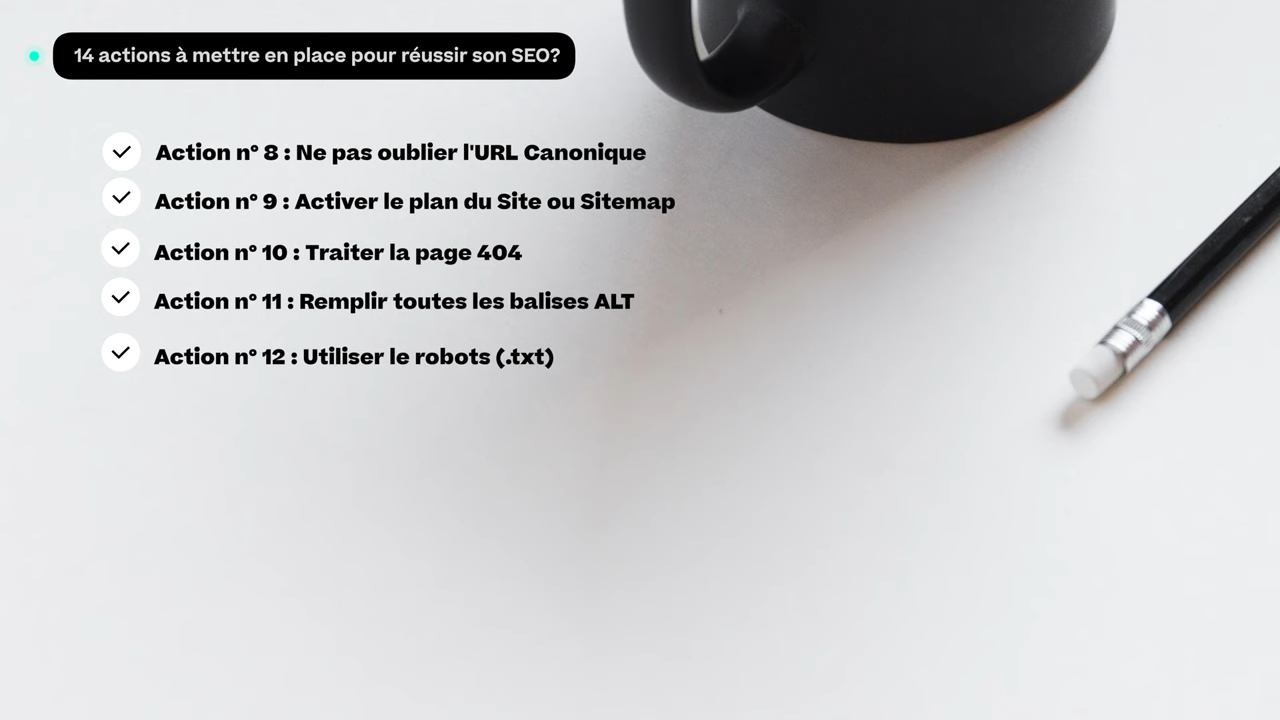 14 actions à mettre en place pour réussir son SEO?
Action n° 8 : Ne pas oublier l'URL Canonique
Action n° 9 : Activer le plan du Site ou Sitemap
Action n° 10 : Traiter la page 404
Action n° 11 : Remplir toutes les balises ALT
Action n° 12 : Utiliser le robots (.txt)